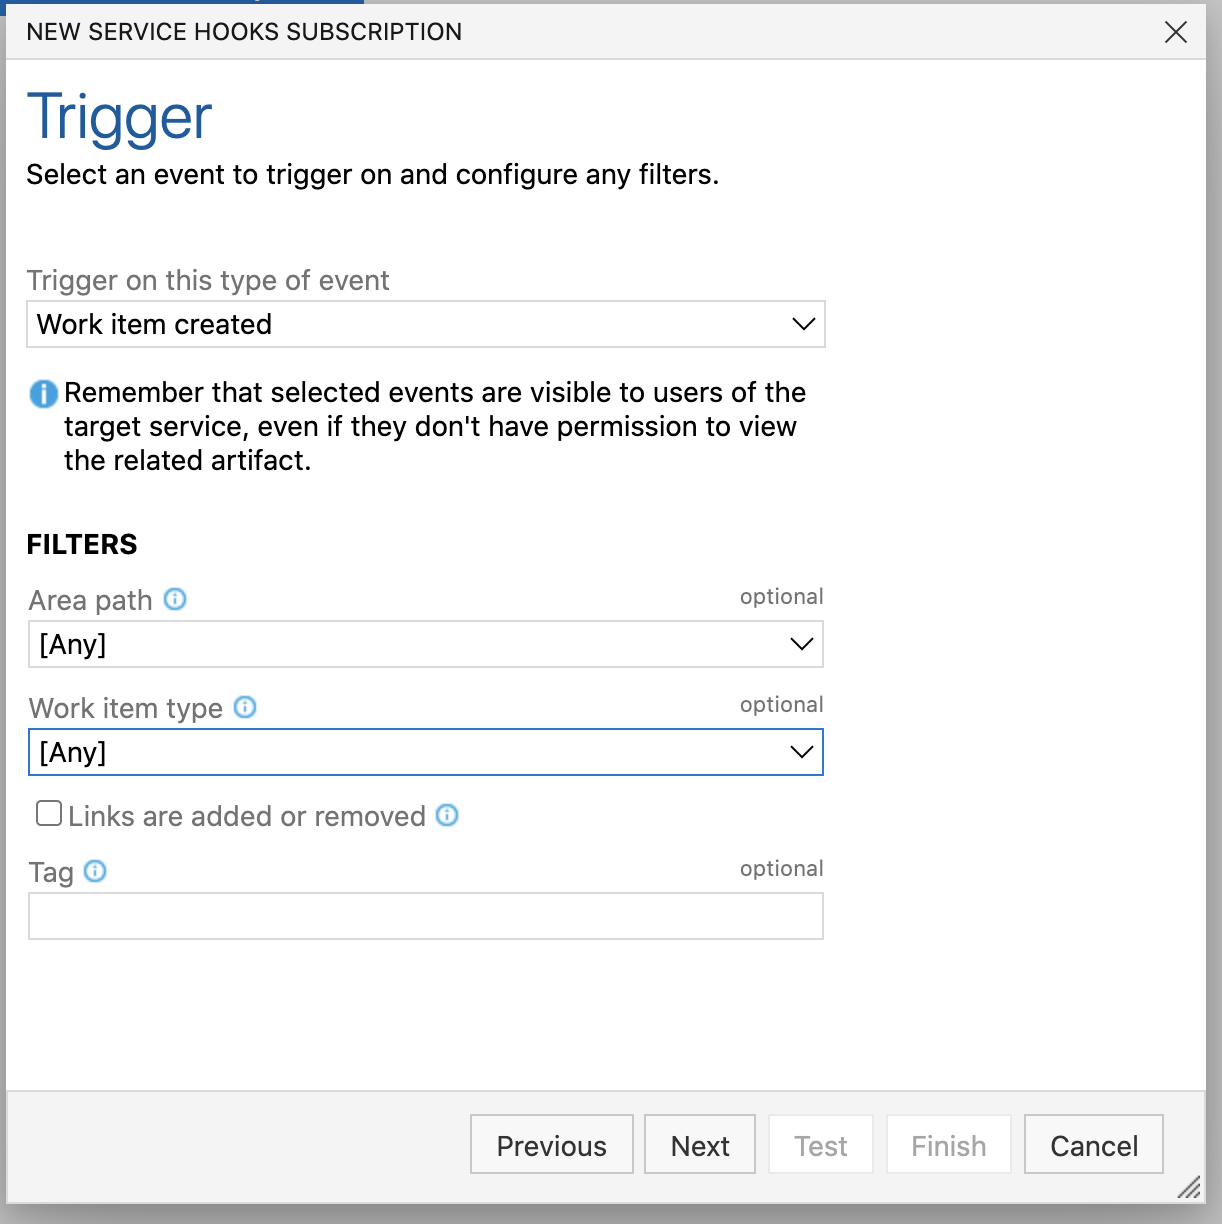 NEW SERVICE HOOKS SUBSCRIPTION
Trigger
Select an event to trigger on and configure any filters.
Trigger on this type of event
Work item created
Remember that selected events are visible to users of the
target service, even if they don't have permission to view
the related artifact.
FILTERS
Area path optional
[Any]
Work item type optional
[Any]
Links are added or removed
Tag optional
Previous Next Test Finish Cancel